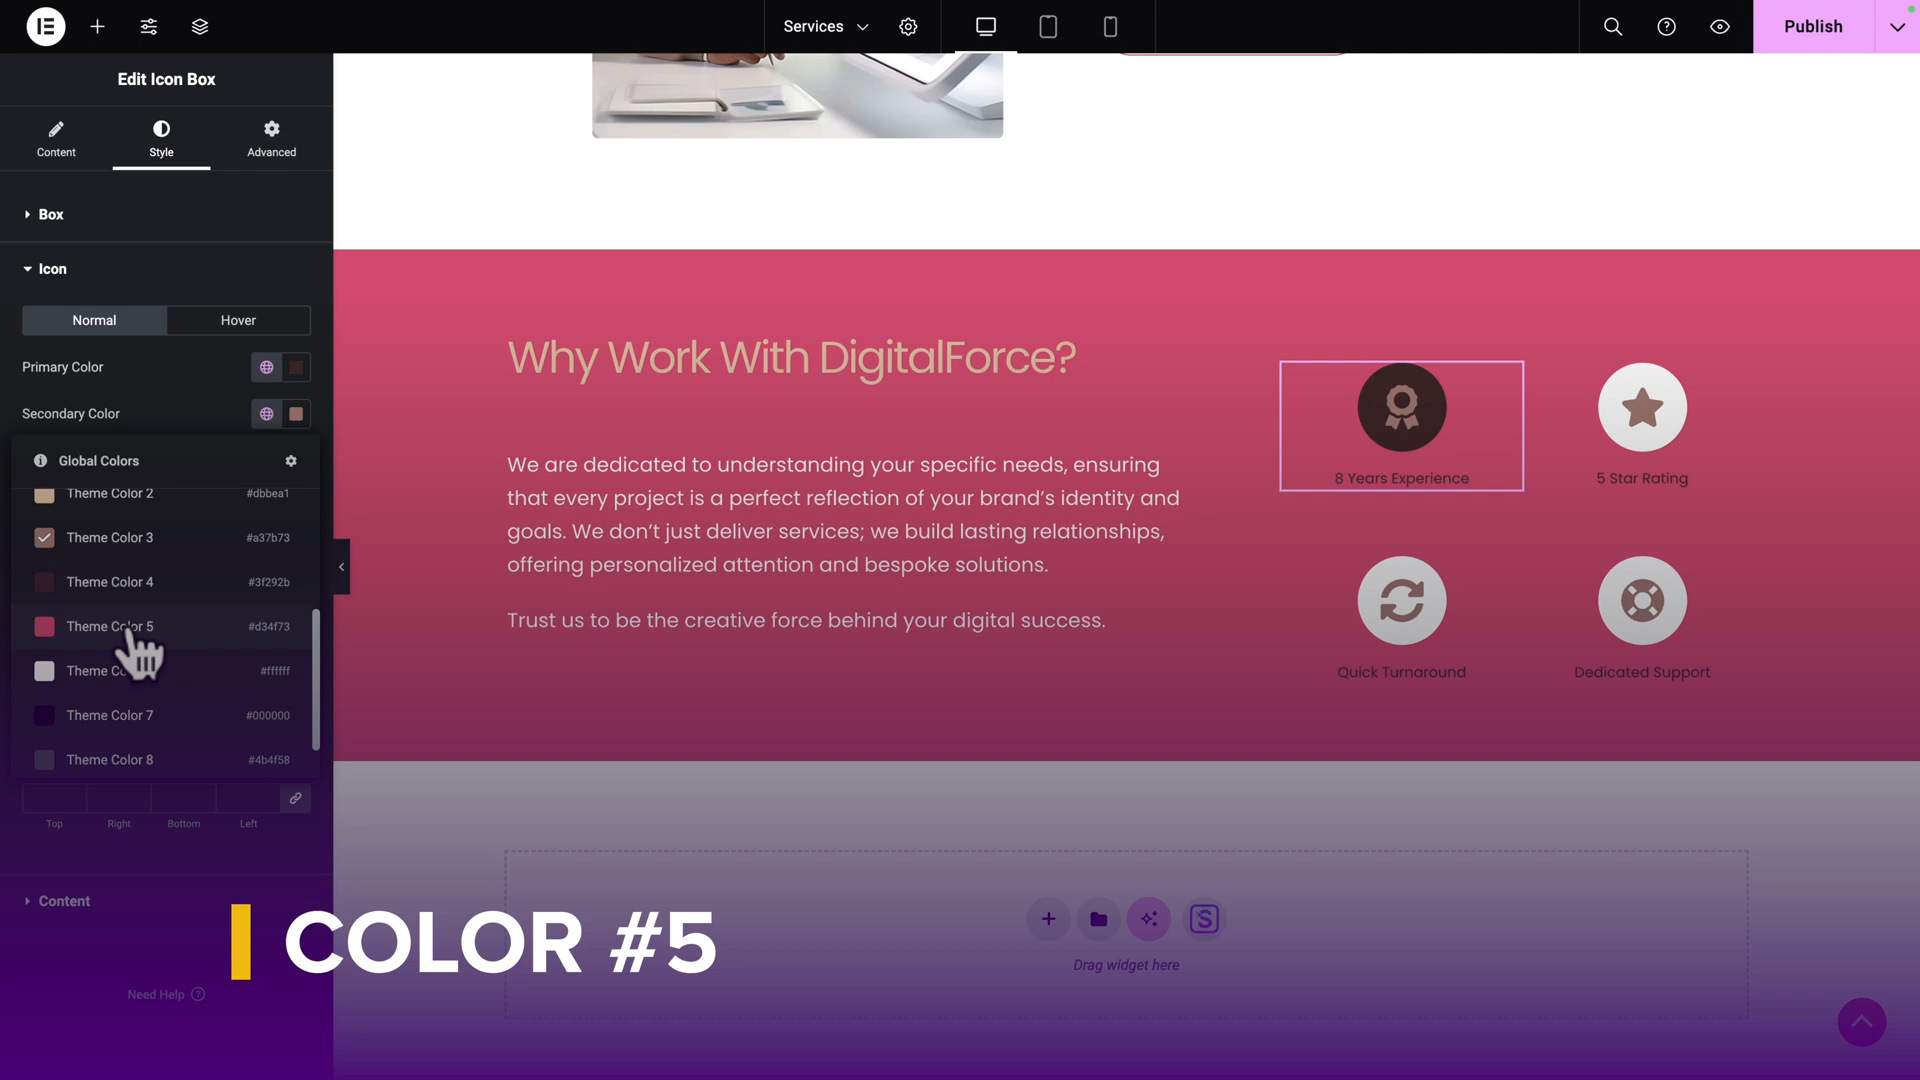 Services
Publish
Edit Icon Box
Content
Style
Advanced
Box
Icon
Normal
Hover
Primary Color
Secondary Color
Global Colors
Theme Color 2 #dbbea1
Theme Color 3 #a37b73
Theme Color 4 #3f292b
Theme Color 5 #d34f73
Theme C #ffffff
Theme Color 7 #000000
Theme Color 8 #4b4f58
Top Right Bottom Left
Content
Need Help
COLOR #5
Why Work With DigitalForce?
We are dedicated to understanding your specific needs, ensuring
that every project is a perfect reflection of your brand's identity and
goals. We don't just deliver services; we build lasting relationships,
offering personalized attention and bespoke solutions.
Trust us to be the creative force behind your digital success.
8 Years Experience
5 Star Rating
Quick Turnaround
Dedicated Support
Drag widget here